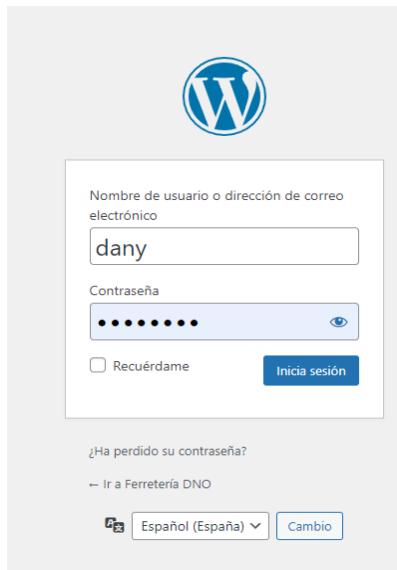 Nombre de usuario o dirección de correo
electrónico
dany
Contraseña
Recuérdame
Inicia sesión
¿Ha perdido su contraseña?
← Ir a Ferretería DNO
Español (España)
Cambio